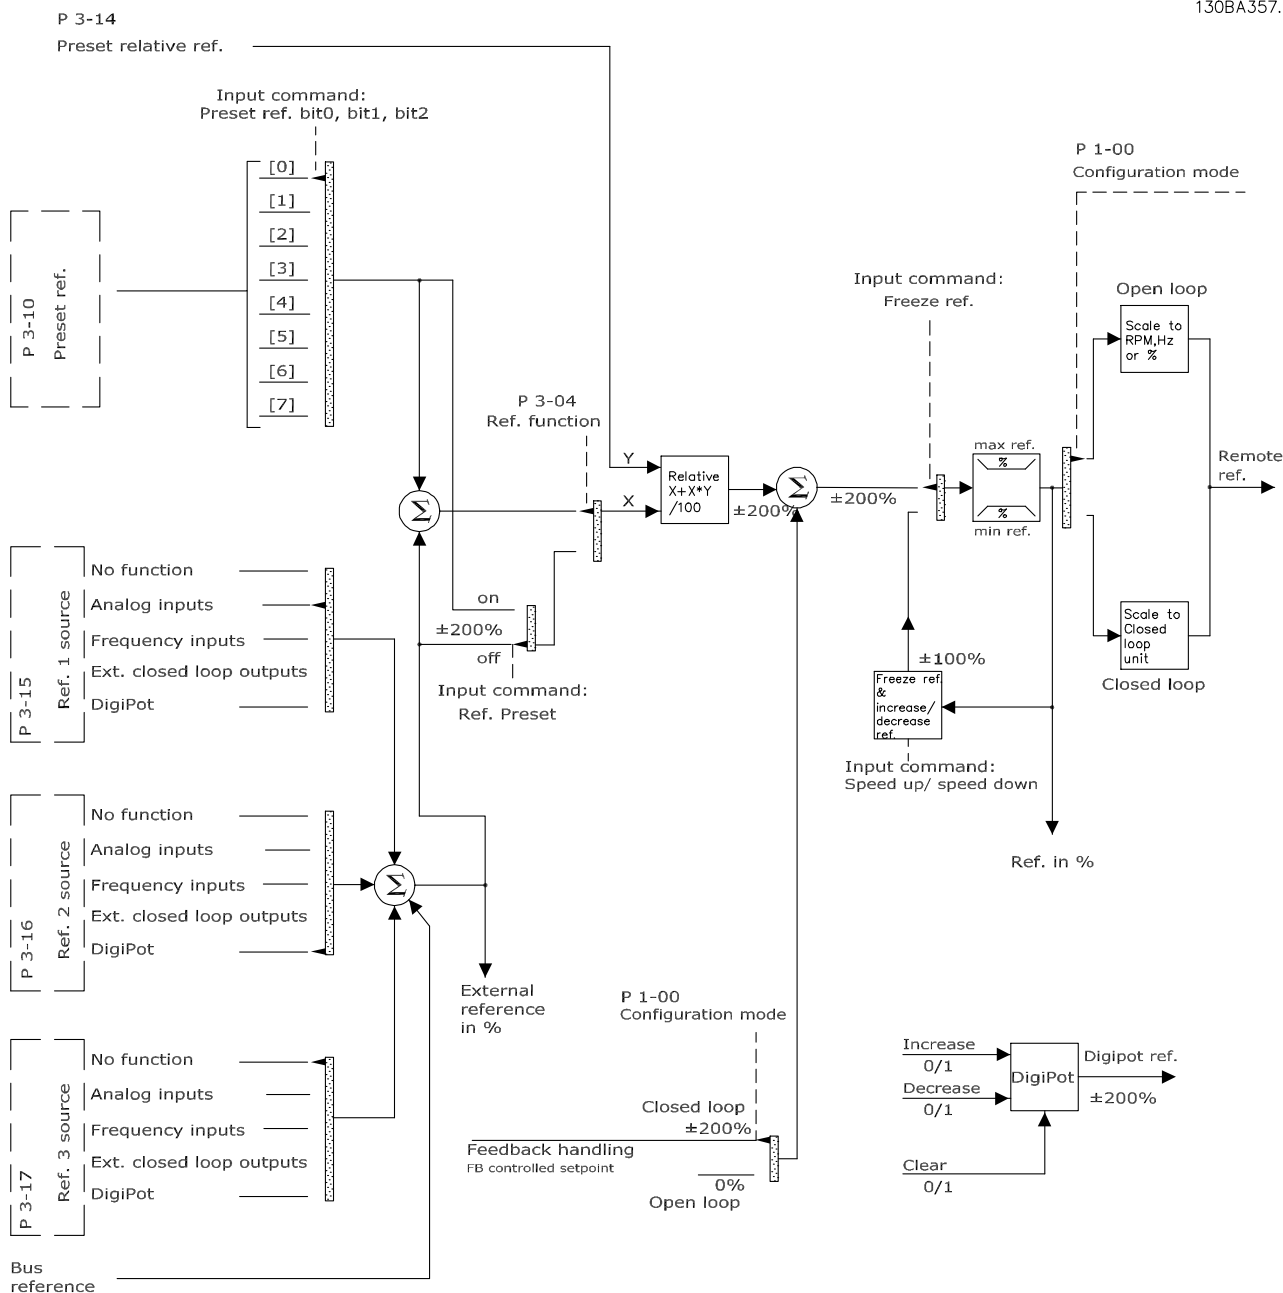 130BA357.
P 3-14
Preset relative ref.
Input command:
Preset ref. bit0, bit1, bit2
[0]
[1]
[2]
[3]
[4]
[5]
[6]
[7]
P 3-10
Preset ref.
P 1-00
Configuration mode
Input command:
Freeze ref.
Open loop
Scale to
RPM,Hz
or %
P 3-04
Ref. function
Y
X
Relative
X+X*Y
/100
±200%
Σ
±200%
max ref.
%
%
min ref.
Remote
ref.
Σ
on
±200%
off
Input command:
Ref. Preset
Scale to
Closed
loop
unit
Closed loop
±100%
Freeze ref.
&
increase/
decrease
ref.
Input command:
Speed up/ speed down
Ref. in %
P 3-15
Ref. 1 source
No function
Analog inputs
Frequency inputs
Ext. closed loop outputs
DigiPot
P 3-16
Ref. 2 source
No function
Analog inputs
Frequency inputs
Ext. closed loop outputs
DigiPot
Σ
External
reference
in %
P 3-17
Ref. 3 source
No function
Analog inputs
Frequency inputs
Ext. closed loop outputs
DigiPot
Bus
reference
P 1-00
Configuration mode
Closed loop
±200%
Feedback handling
FB controlled setpoint
0%
Open loop
Increase
0/1
Decrease
0/1
Clear
0/1
DigiPot
Digipot ref.
±200%